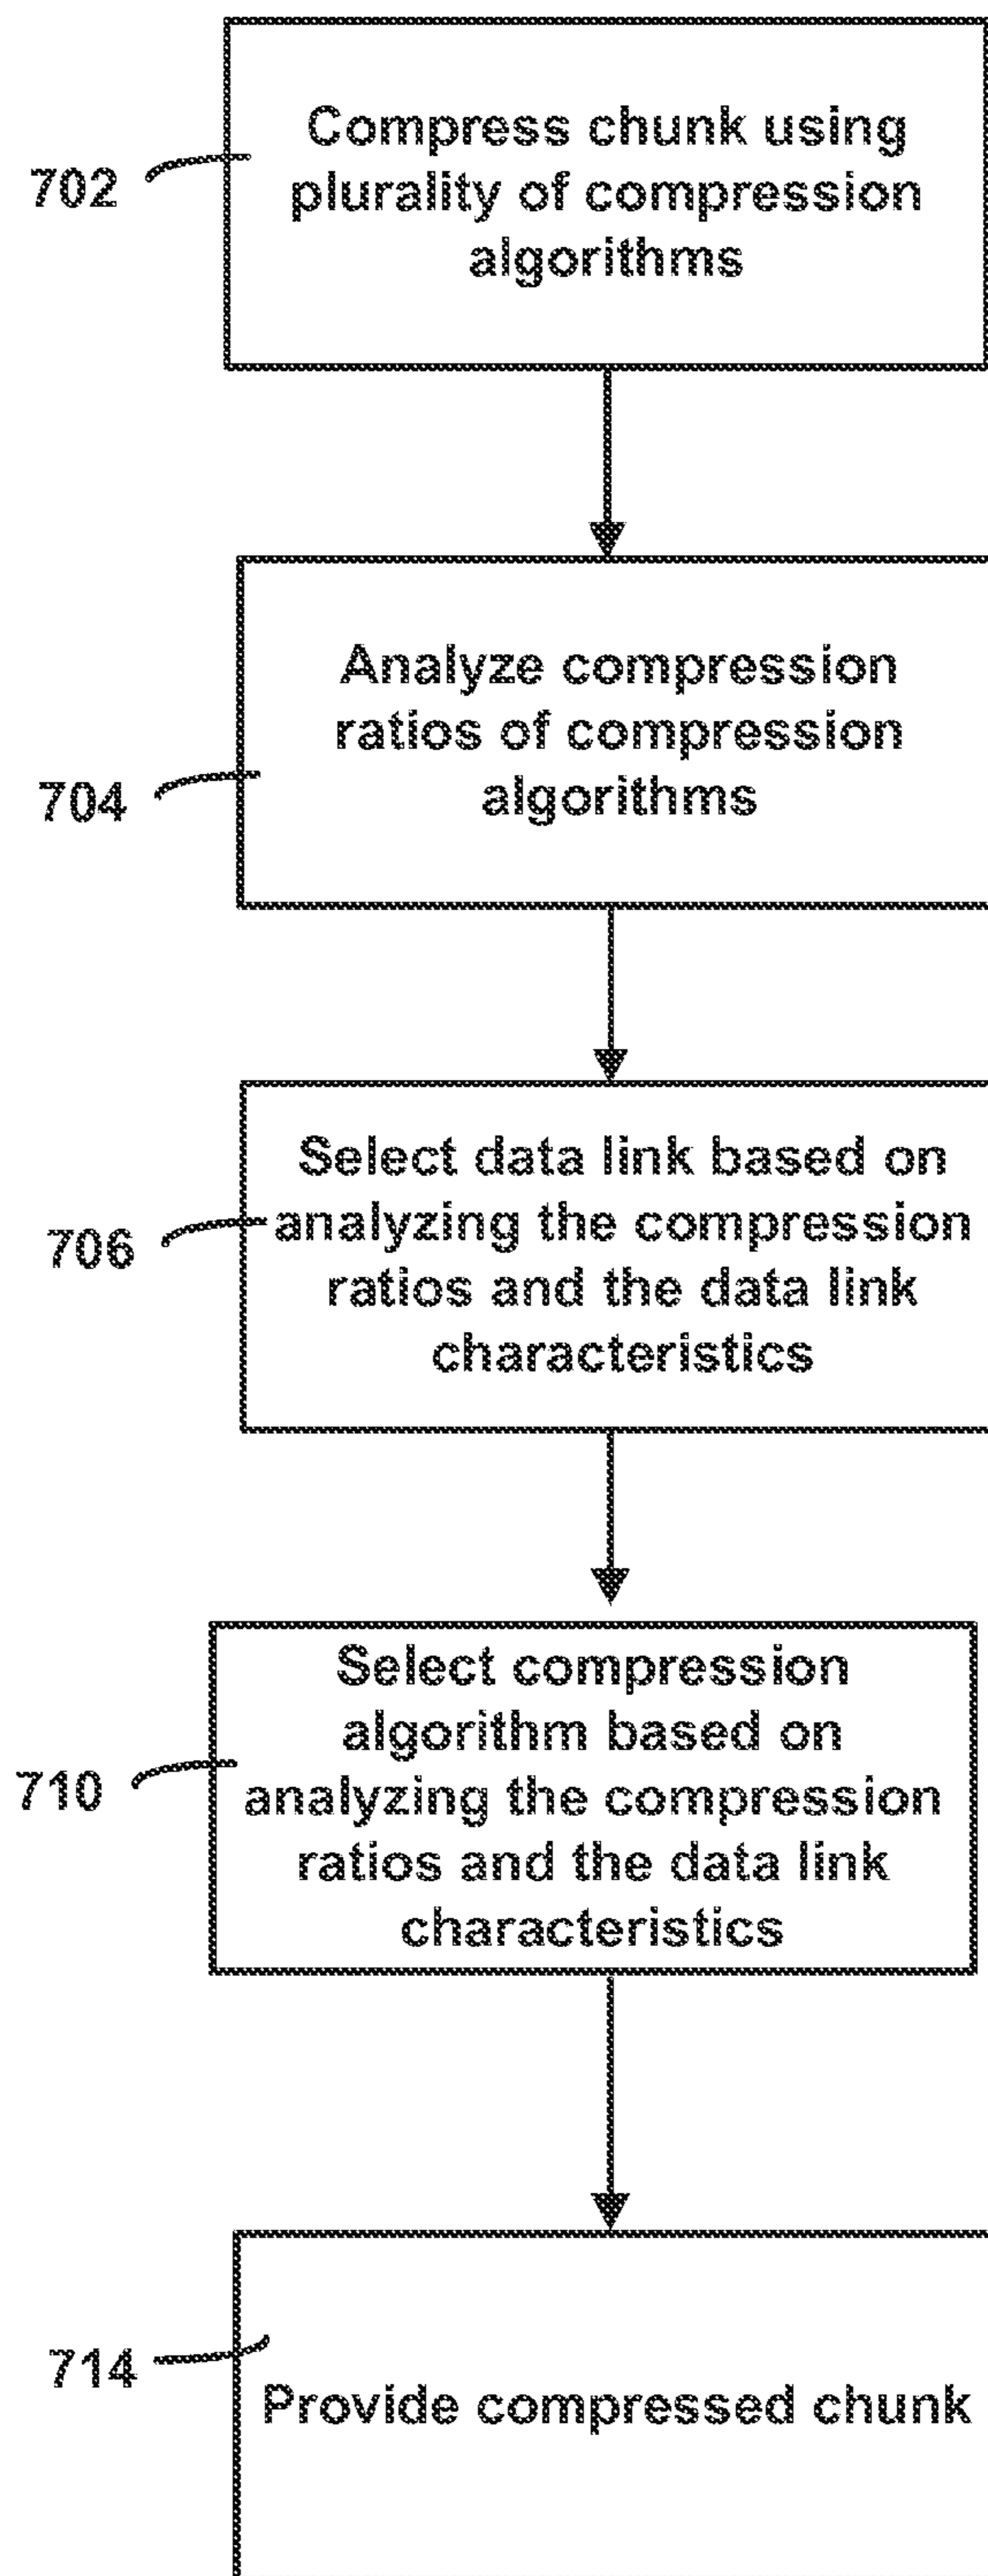 Compress chunk using
plurality of compression
algorithms
702
Analyze compression
ratios of compression
algorithms
704
Select data link based on
analyzing the compression
ratios and the data link
characteristics
706
Select compression
algorithm based on
analyzing the compression
ratios and the data link
characteristics
710
714
Provide compressed chunk